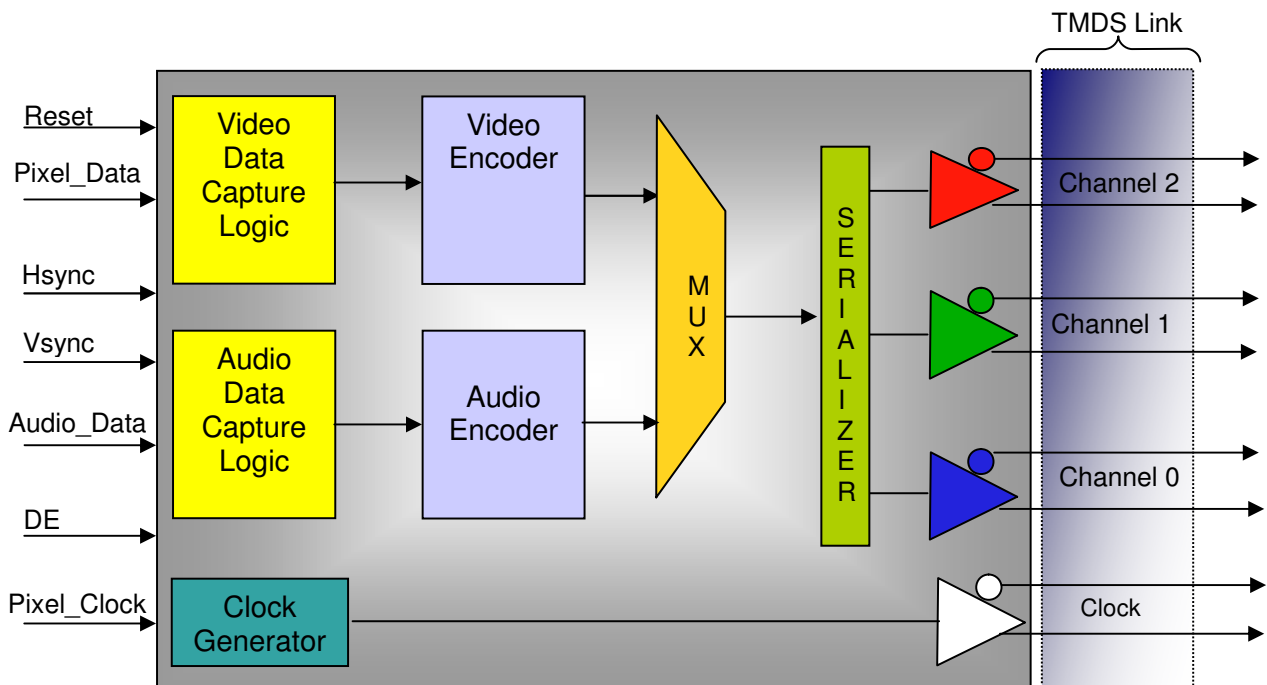 TMDS Link
Reset
Pixel_Data
Hsync
Vsync
Audio_Data
DE
Pixel_Clock
Video
Data
Capture
Logic
Video
Encoder
Audio
Data
Capture
Logic
Audio
Encoder
Clock
Generator
M
U
X
S
E
R
I
A
L
I
Z
E
R
Channel 2
Channel 1
Channel 0
Clock